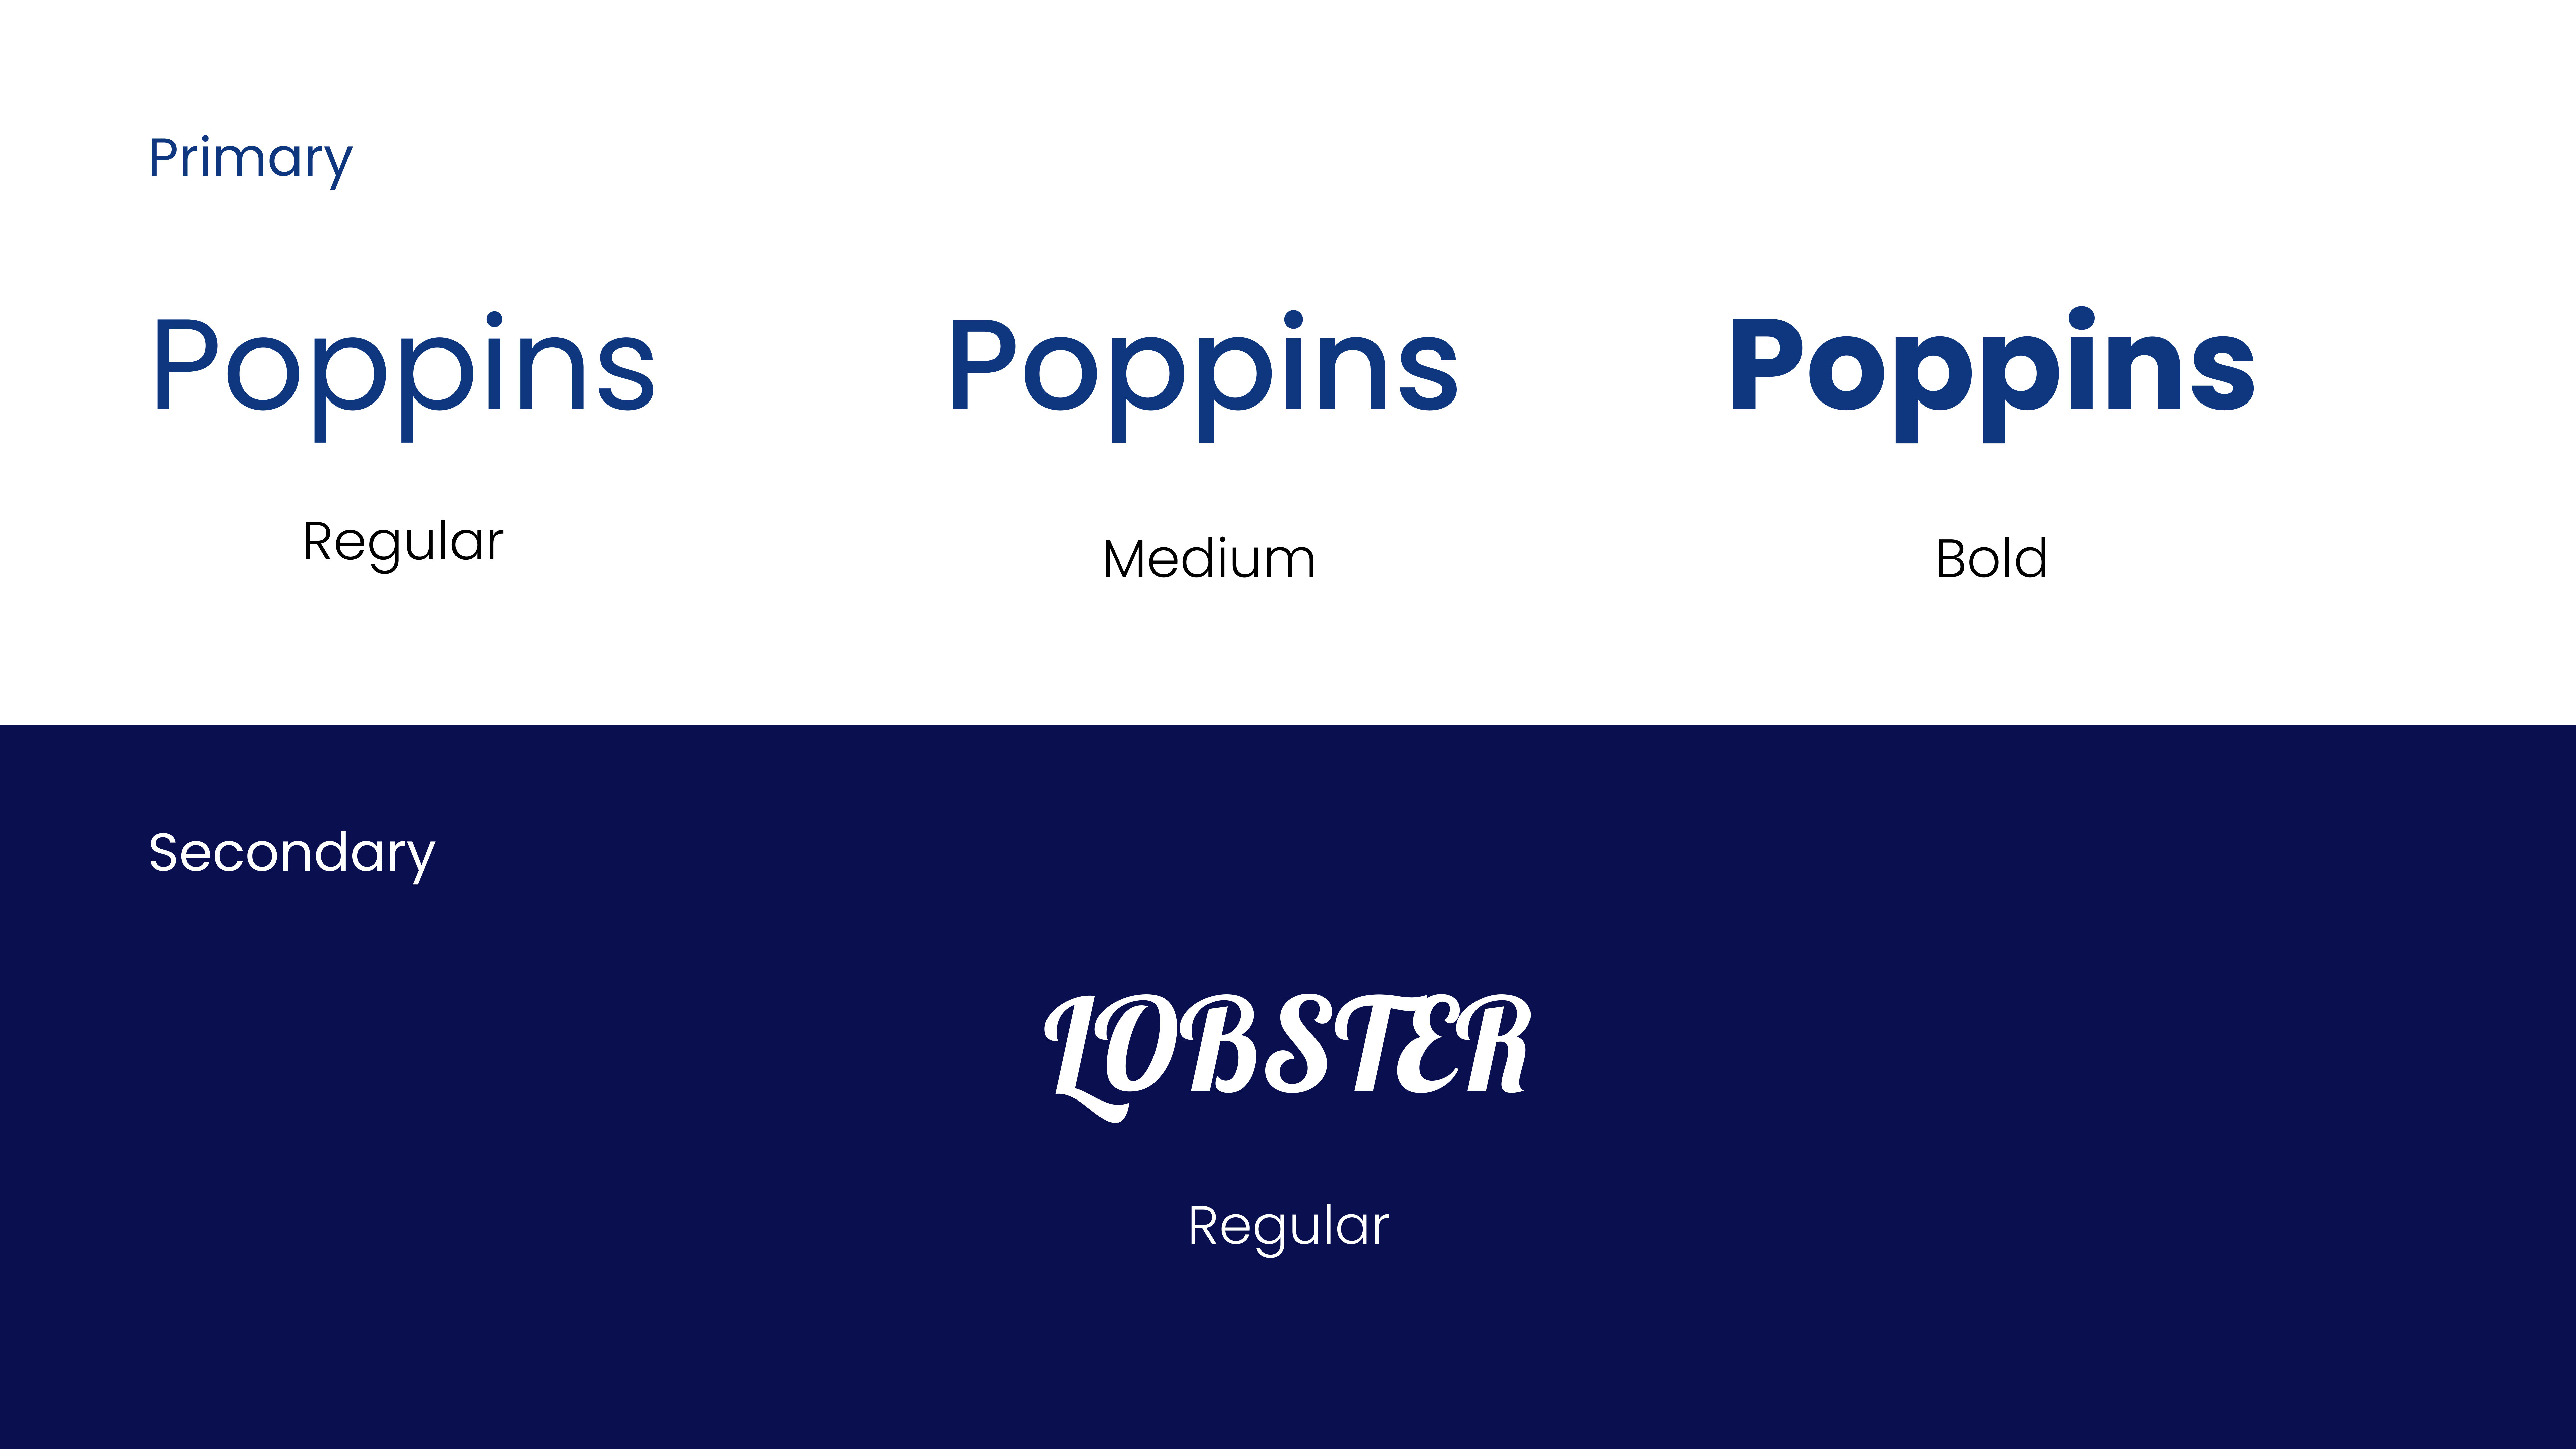 Primary
Poppins Poppins Poppins
Regular Medium Bold
Secondary
LOBSTER
Regular